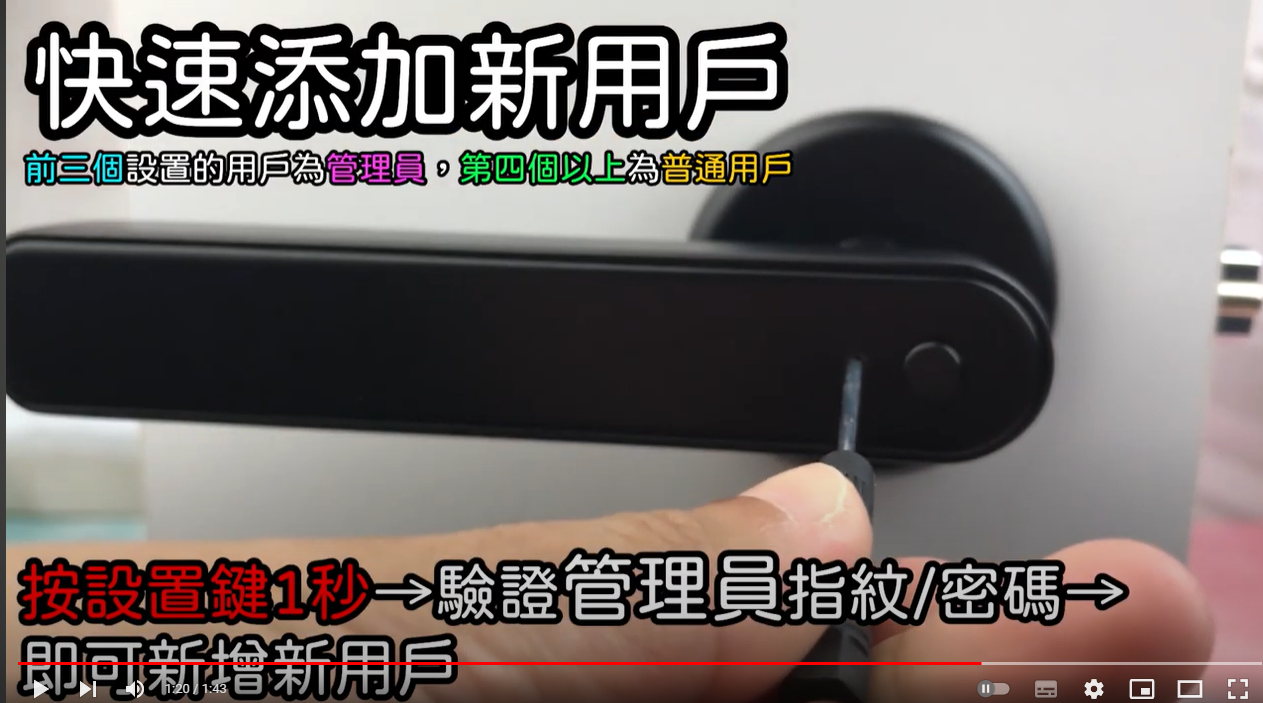 快速添加新用戶
前三個設置的用戶為管理員，第四個以上為普通用戶
按設置鍵1秒→驗證管理員指紋/密碼→
即可新增新用戶
1:20 / 1:43